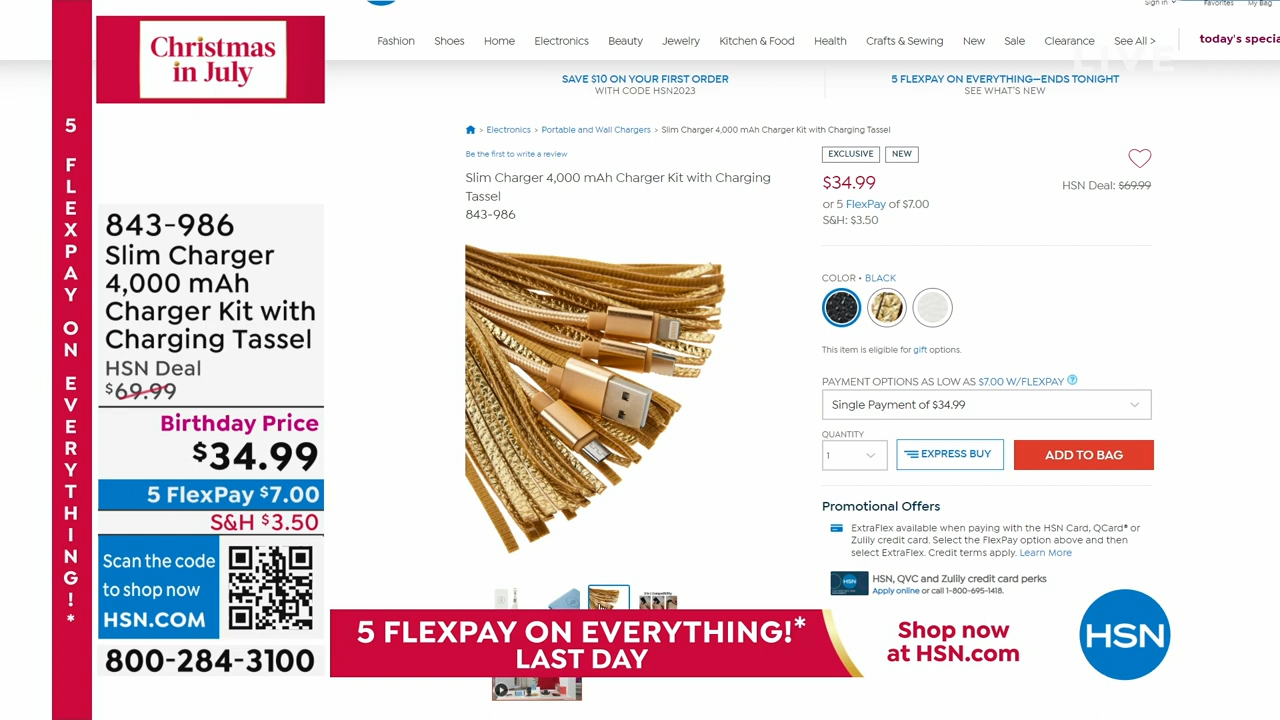 Christmas
in July
5 FLEXPAY ON EVERYTHING!*
843-986
Slim Charger
4,000 mAh
Charger Kit with
Charging Tassel
HSN Deal
$69.99
Birthday Price
$34.99
5 FlexPay $7.00
S&H $3.50
Scan the code
to shop now
HSN.COM
800-284-3100
Sign in
Favorites
My Bag
Fashion Shoes Home Electronics Beauty Jewelry Kitchen & Food Health Crafts & Sewing New Sale Clearance See All >
today's specia
LIVE
SAVE $10 ON YOUR FIRST ORDER
WITH CODE HSN2023
5 FLEXPAY ON EVERYTHING—ENDS TONIGHT
SEE WHAT'S NEW
> Electronics > Portable and Wall Chargers > Slim Charger 4,000 mAh Charger Kit with Charging Tassel
Be the first to write a review
Slim Charger 4,000 mAh Charger Kit with Charging
Tassel
843-986
EXCLUSIVE
NEW
$34.99
HSN Deal: $69.99
or 5 FlexPay of $7.00
S&H: $3.50
COLOR • BLACK
This item is eligible for gift options.
PAYMENT OPTIONS AS LOW AS $7.00 W/FLEXPAY ?
Single Payment of $34.99
QUANTITY
1
EXPRESS BUY
ADD TO BAG
Promotional Offers
ExtraFlex available when paying with the HSN Card, QCard® or
Zulily credit card. Select the FlexPay option above and then
select ExtraFlex. Credit terms apply. Learn More
HSN
HSN, QVC and Zulily credit card perks
Apply online or call 1-800-695-1418.
5 FLEXPAY ON EVERYTHING!*
LAST DAY
Shop now
at HSN.com
HSN